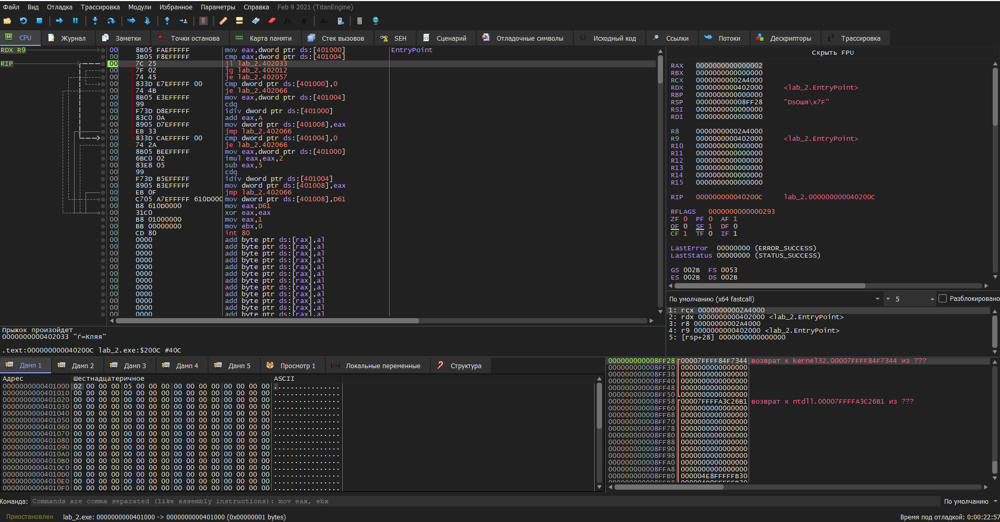 Файл Вид Отладка Трассировка Модули Избранное Параметры Справка Feb 9 2021 (TitanEngine)
CPU Журнал Заметки Точки останова Карта памяти Стек вызовов SEH Сценарий Отладочные символы Исходный код Ссылки Потоки Дескрипторы Трассировка
RDX R9 00 8B05 FAEFFFFF mov eax,dword ptr ds:[401000] EntryPoint
00 3B05 F8EFFFFF cmp eax,dword ptr ds:[401004]
RIP 00 7C 25 jl lab_2.402033
00 7F 02 jg lab_2.402012
00 74 45 je lab_2.402057
00 833D E7EFFFFF 00 cmp dword ptr ds:[401000],0
00 74 4B je lab_2.402066
00 8B05 E3EFFFFF mov eax,dword ptr ds:[401004]
00 99 cdq
00 F73D D8EFFFFF idiv dword ptr ds:[401000]
00 83C0 0A add eax,A
00 8905 D7EFFFFF mov dword ptr ds:[401008],eax
00 EB 33 jmp lab_2.402066
00 833D CAEFFFFF 00 cmp dword ptr ds:[401004],0
00 74 2A je lab_2.402066
00 8B05 BEEFFFFF mov eax,dword ptr ds:[401000]
00 6BC0 02 imul eax,eax,2
00 83E8 05 sub eax,5
00 99 cdq
00 F73D B5EFFFFF idiv dword ptr ds:[401004]
00 8905 B3EFFFFF mov dword ptr ds:[401008],eax
00 EB 0F jmp lab_2.402066
00 C705 A7EFFFFF 610D000 mov dword ptr ds:[401008],D61
00 B8 610D0000 mov eax,D61
00 31C0 xor eax,eax
00 B8 01000000 mov eax,1
00 BB 00000000 mov ebx,0
00 CD 80 int 80
00 0000 add byte ptr ds:[rax],al
00 0000 add byte ptr ds:[rax],al
00 0000 add byte ptr ds:[rax],al
00 0000 add byte ptr ds:[rax],al
00 0000 add byte ptr ds:[rax],al
00 0000 add byte ptr ds:[rax],al
00 0000 add byte ptr ds:[rax],al
00 0000 add byte ptr ds:[rax],al
00 0000 add byte ptr ds:[rax],al
00 0000 add byte ptr ds:[rax],al
00 0000 add byte ptr ds:[rax],al
00 0000 add byte ptr ds:[rax],al
Скрыть FPU
RAX 0000000000000002
RBX 0000000000000000
RCX 00000000002A4000
RDX 0000000000402000 <lab_2.EntryPoint>
RBP 0000000000000000
RSP 00000000008FF28 "DsOшя\x7F"
RSI 0000000000000000
RDI 0000000000000000
R8 00000000002A4000
R9 0000000000402000 <lab_2.EntryPoint>
R10 0000000000000000
R11 0000000000000000
R12 0000000000000000
R13 0000000000000000
R14 0000000000000000
R15 0000000000000000
RIP 000000000040200C lab_2.000000000040200C
RFLAGS 0000000000000293
ZF 0 PF 0 AF 1
OF 0 SF 1 DF 0
CF 1 TF 0 IF 1
LastError 00000000 (ERROR_SUCCESS)
LastStatus 00000000 (STATUS_SUCCESS)
GS 002B FS 0053
ES 002B DS 002B
По умолчанию (x64 fastcall) 5 Разблокировано
1: rcx 00000000002A4000
2: rdx 0000000000402000 <lab_2.EntryPoint>
3: r8 00000000002A4000
4: r9 0000000000402000 <lab_2.EntryPoint>
5: [rsp+28] 0000000000000000
Прыжок произойдет
0000000000402033 "ѓ=Кпяя"
.text:000000000040200C lab_2.exe:$200C #40C
Дамп 1 Дамп 2 Дамп 3 Дамп 4 Дамп 5 Просмотр 1 Локальные переменные Структура
Адрес Шестнадцатеричное ASCII
0000000000401000 02 00 00 00 05 00 00 00 00 00 00 00 00 00 00 00 ................
0000000000401010 00 00 00 00 00 00 00 00 00 00 00 00 00 00 00 00 ................
0000000000401020 00 00 00 00 00 00 00 00 00 00 00 00 00 00 00 00 ................
0000000000401030 00 00 00 00 00 00 00 00 00 00 00 00 00 00 00 00 ................
0000000000401040 00 00 00 00 00 00 00 00 00 00 00 00 00 00 00 00 ................
0000000000401050 00 00 00 00 00 00 00 00 00 00 00 00 00 00 00 00 ................
0000000000401060 00 00 00 00 00 00 00 00 00 00 00 00 00 00 00 00 ................
0000000000401070 00 00 00 00 00 00 00 00 00 00 00 00 00 00 00 00 ................
0000000000401080 00 00 00 00 00 00 00 00 00 00 00 00 00 00 00 00 ................
0000000000401090 00 00 00 00 00 00 00 00 00 00 00 00 00 00 00 00 ................
00000000004010A0 00 00 00 00 00 00 00 00 00 00 00 00 00 00 00 00 ................
00000000004010B0 00 00 00 00 00 00 00 00 00 00 00 00 00 00 00 00 ................
00000000004010C0 00 00 00 00 00 00 00 00 00 00 00 00 00 00 00 00 ................
00000000004010D0 00 00 00 00 00 00 00 00 00 00 00 00 00 00 00 00 ................
00000000004010E0 00 00 00 00 00 00 00 00 00 00 00 00 00 00 00 00 ................
00000000004010F0 00 00 00 00 00 00 00 00 00 00 00 00 00 00 00 00 ................
00000000008FF28 00007FFFF84F7344 возврат к kernel32.00007FFFF84F7344 из ???
00000000008FF30 0000000000000000
00000000008FF38 0000000000000000
00000000008FF40 0000000000000000
00000000008FF48 0000000000000000
00000000008FF50 0000000000000000
00000000008FF58 00007FFFFA3C26B1 возврат к ntdll.00007FFFFA3C26B1 из ???
00000000008FF60 0000000000000000
00000000008FF68 0000000000000000
00000000008FF70 0000000000000000
00000000008FF78 0000000000000000
00000000008FF80 0000000000000000
00000000008FF88 0000000000000000
00000000008FF90 0000000000000000
00000000008FF98 0000000000000000
00000000008FFA0 0000000000000000
00000000008FFA8 0000000000000000
00000000008FFB0 000004E8FFFFFB30
Команда: Commands are comma separated (like assembly instructions): mov eax, ebx По умолчанию
Приостановлен lab_2.exe: 0000000000401000 -> 0000000000401000 (0x00000001 bytes) Время под отладкой: 0:00:22:57